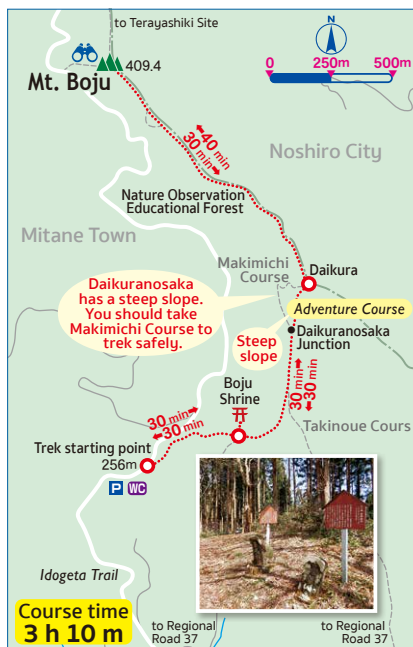 to Terayashiki Site
N
409.4
Mt. Boju
0
250m
500m
40 min
30 min
Noshiro City
Nature Observation
Educational Forest
Mitane Town
Makimichi
Course
Daikura
Daikuranosaka
has a steep slope.
You should take
Makimichi Course to
trek safely.
Adventure Course
Steep
slope
Daikuranosaka
Junction
Boju
Shrine
30 min
30 min
30 min
30 min
Takinoue Cours
Trek starting point
256m
P
WC
Idogeta Trail
Course time
3 h 10 m
to Regional
Road 37
to Regional
Road 37